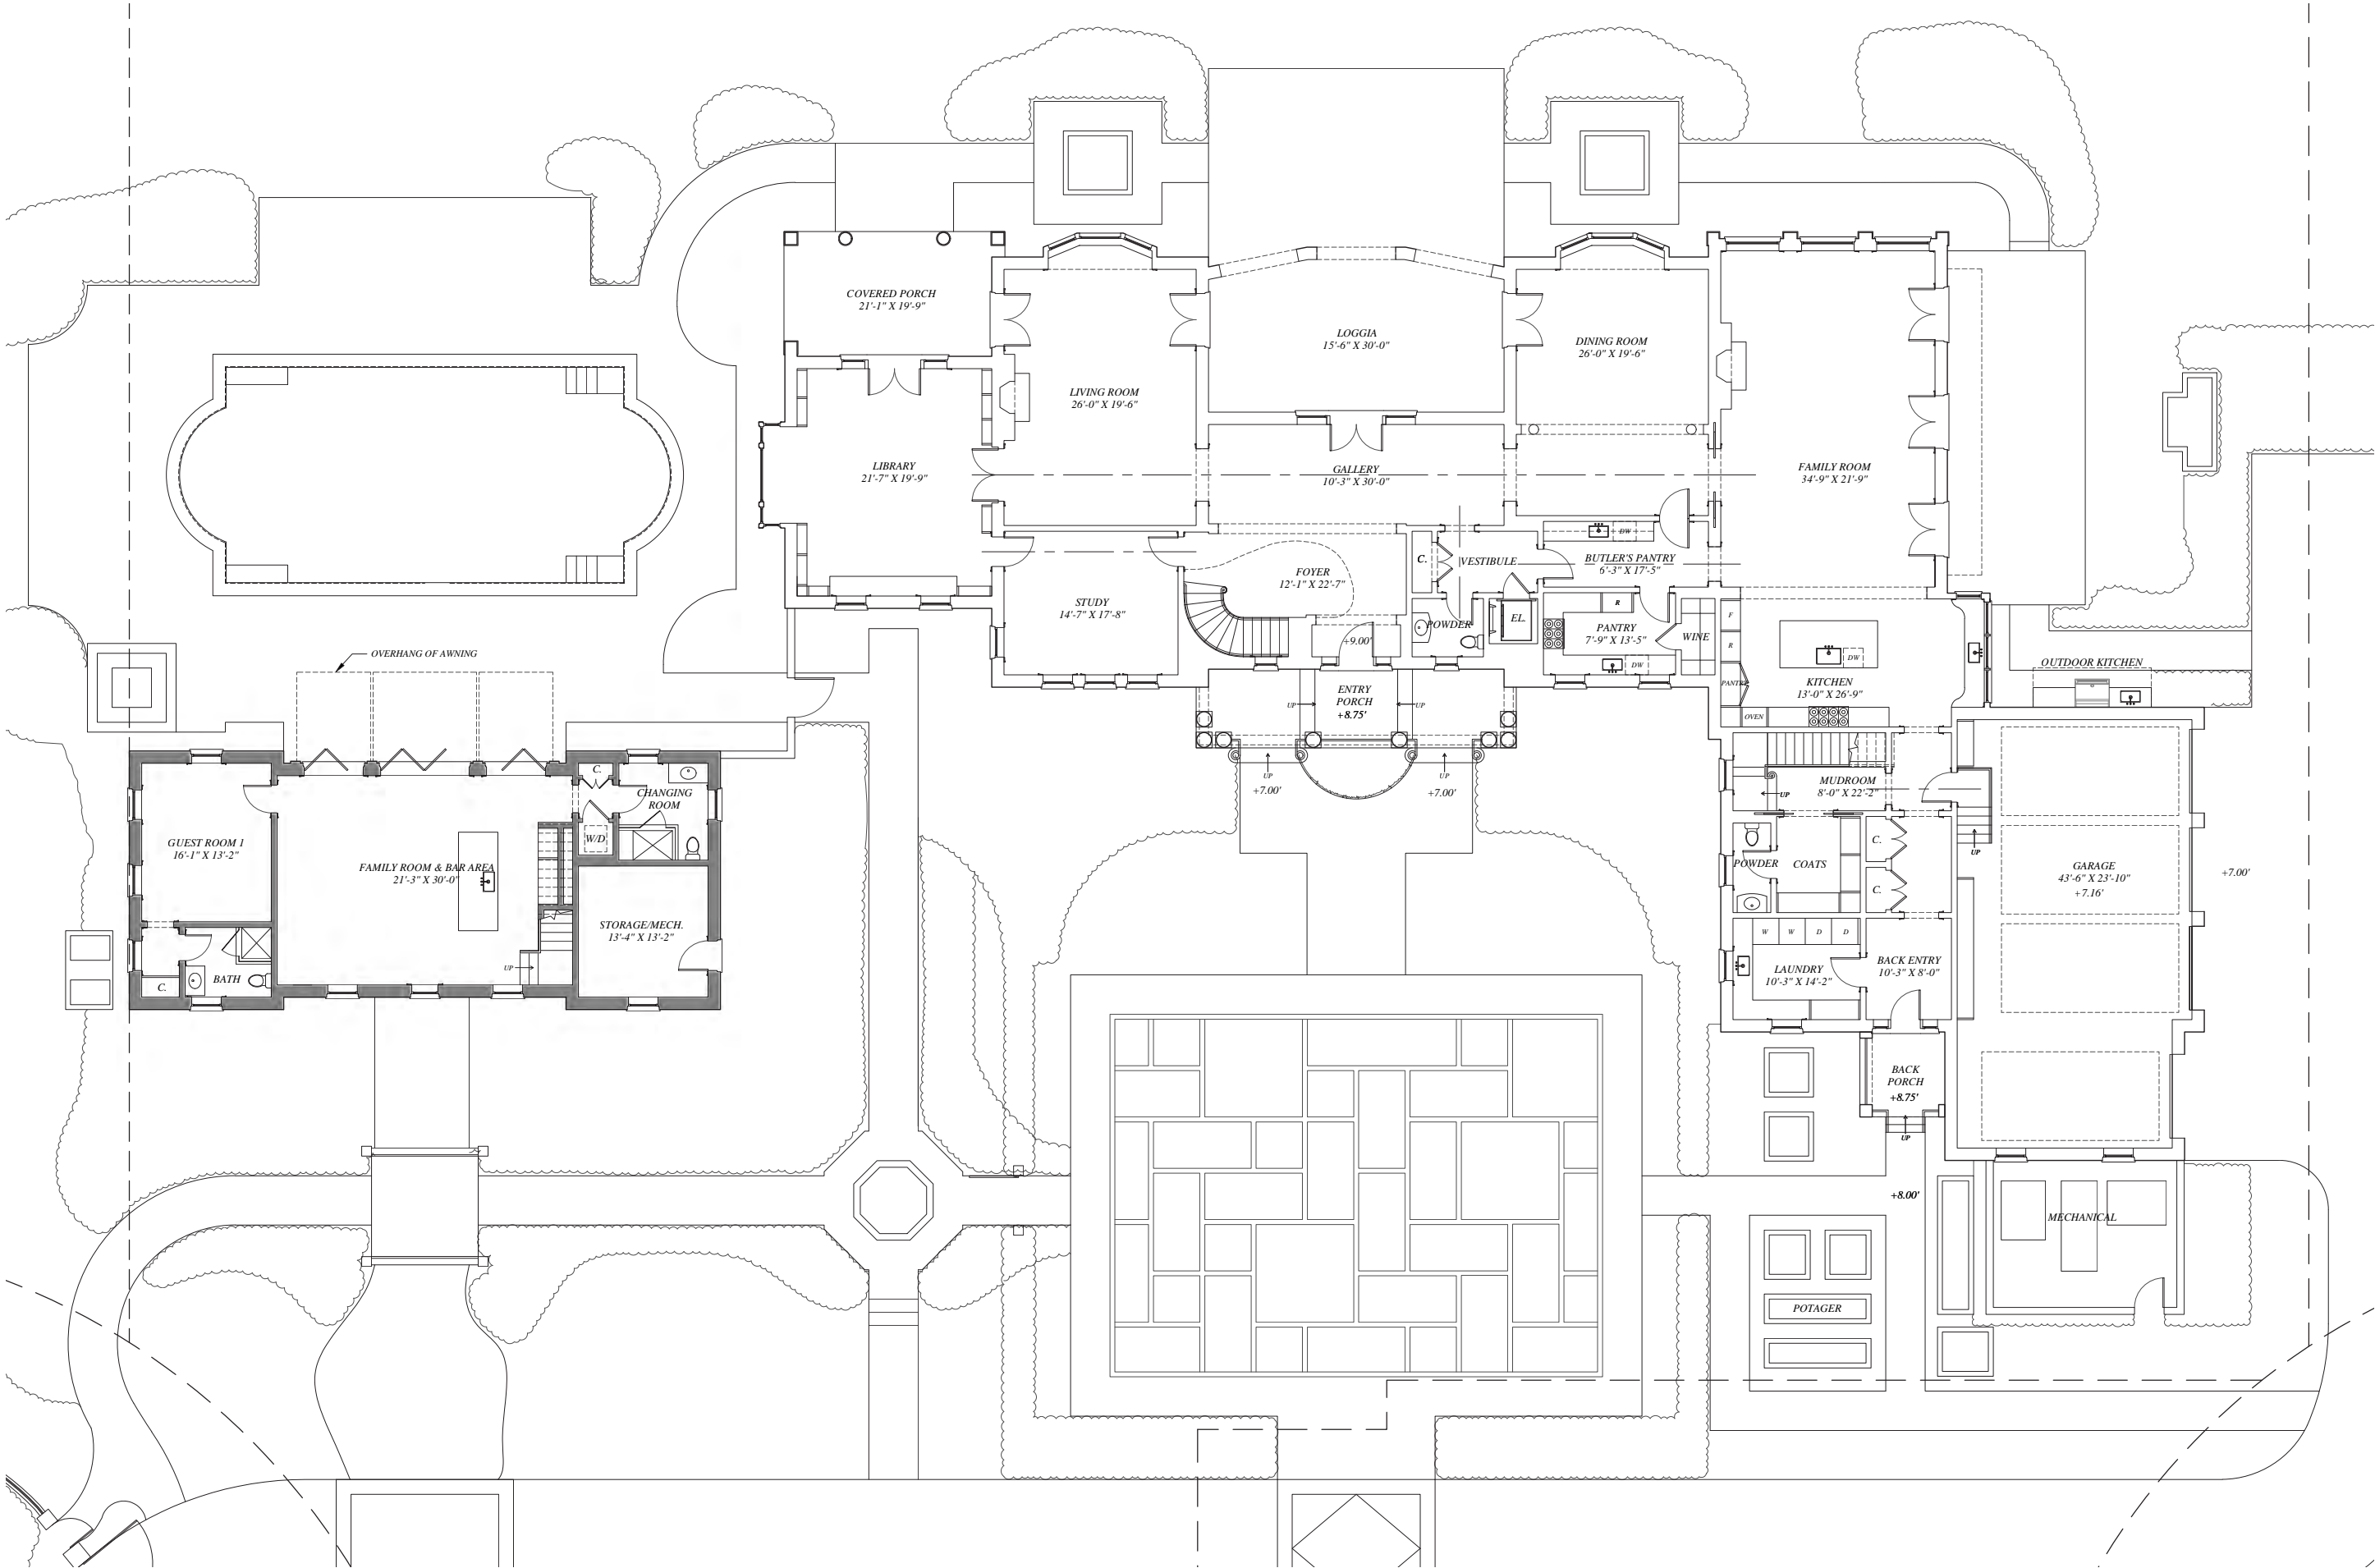 COVERED PORCH
21'-1" X 19'-9"
LOGGIA
15'-6" X 30'-0"
DINING ROOM
26'-0" X 19'-6"
LIVING ROOM
26'-0" X 19'-6"
LIBRARY
21'-7" X 19'-9"
GALLERY
10'-3" X 30'-0"
FAMILY ROOM
34'-9" X 21'-9"
DW
C.
VESTIBULE
BUTLER'S PANTRY
6'-3" X 17'-5"
FOYER
12'-1" X 22'-7"
STUDY
14'-7" X 17'-8"
R
EL.
F
POWDER
PANTRY
7'-9" X 13'-5"
WINE
+9.00'
R
DW
DW
OVERHANG OF AWNING
OUTDOOR KITCHEN
PANTRY
KITCHEN
13'-0" X 26'-9"
ENTRY
PORCH
+8.75'
UP
UP
OVEN
UP
UP
+7.00'
+7.00'
C.
CHANGING
ROOM
MUDROOM
8'-0" X 22'-2"
UP
W/D
GUEST ROOM 1
16'-1" X 13'-2"
FAMILY ROOM & BAR AREA
21'-3" X 30'-0"
C.
UP
POWDER
COATS
GARAGE
43'-6" X 23'-10"
+7.16'
+7.00'
C.
STORAGE/MECH.
13'-4" X 13'-2"
W
W
D
D
UP
BATH
C.
LAUNDRY
10'-3" X 14'-2"
BACK ENTRY
10'-3" X 8'-0"
BACK
PORCH
+8.75'
UP
+8.00'
MECHANICAL
POTAGER